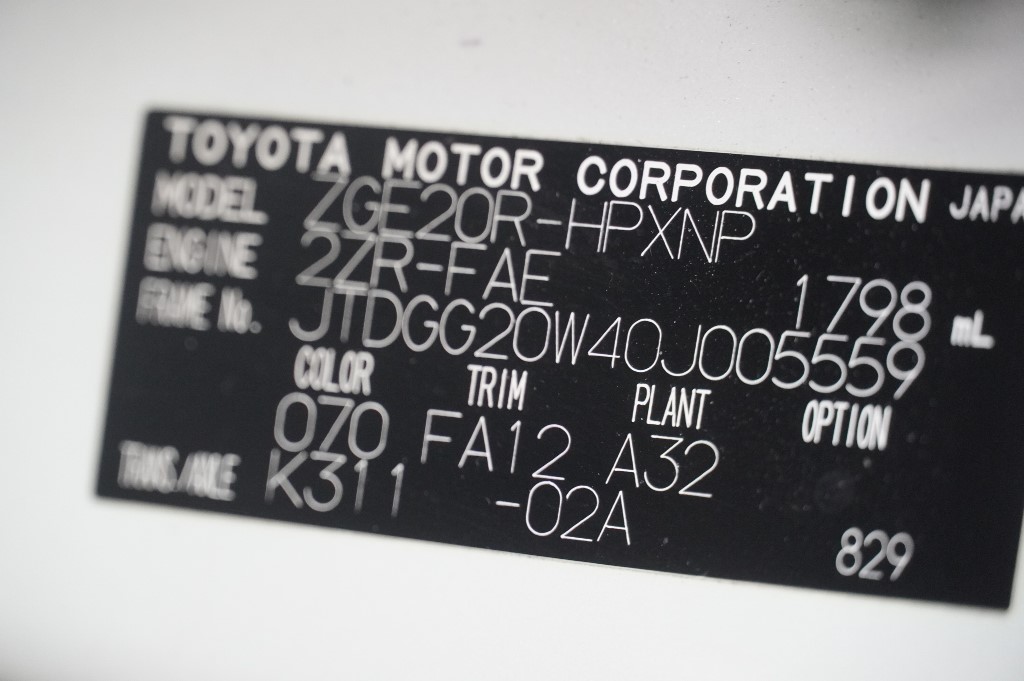 TOYOTA MOTOR CORPORATION JAPA
MODEL ZGE20R-HPXNP
ENGINE 2ZR-FAE 1798 mL
FRAME No. JTDGG20W40J005559
COLOR TRIM PLANT OPTION
070 FA12 A32
TRANS/AXLE K311 -02A
829